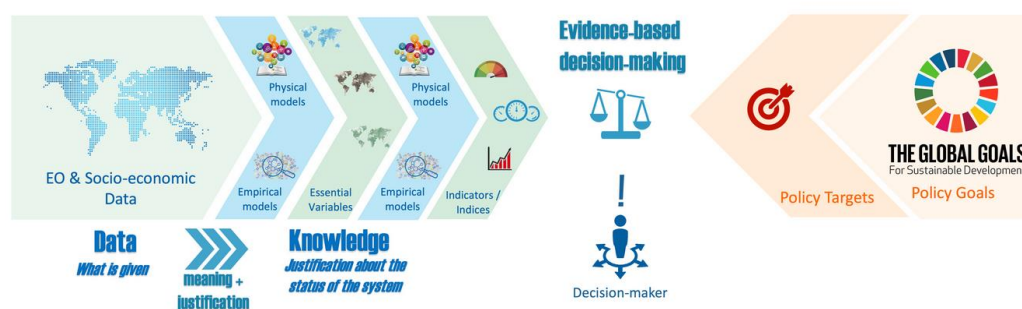 EO & Socio-economic
Data
Physical
models
Empirical
models
Essential
Variables
Physical
models
Empirical
models
Indicators /
Indices
Evidence-based
decision-making
!
Decision-maker
Policy Targets
THE GLOBAL GOALS
For Sustainable Development
Policy Goals
Data
What is given
meaning +
justification
Knowledge
Justification about the
status of the system